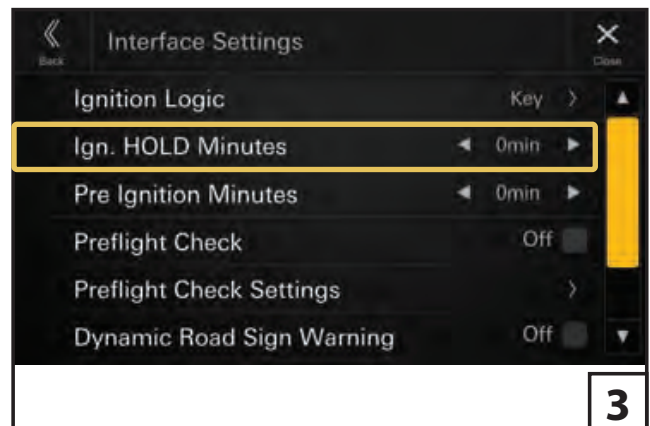 《 Interface Settings ×
Back Close
Ignition Logic Key 〉 ▲
Ign. HOLD Minutes ◀ 0min ▶
Pre Ignition Minutes ◀ 0min ▶
Preflight Check Off
Preflight Check Settings 〉
Dynamic Road Sign Warning Off ▼
3